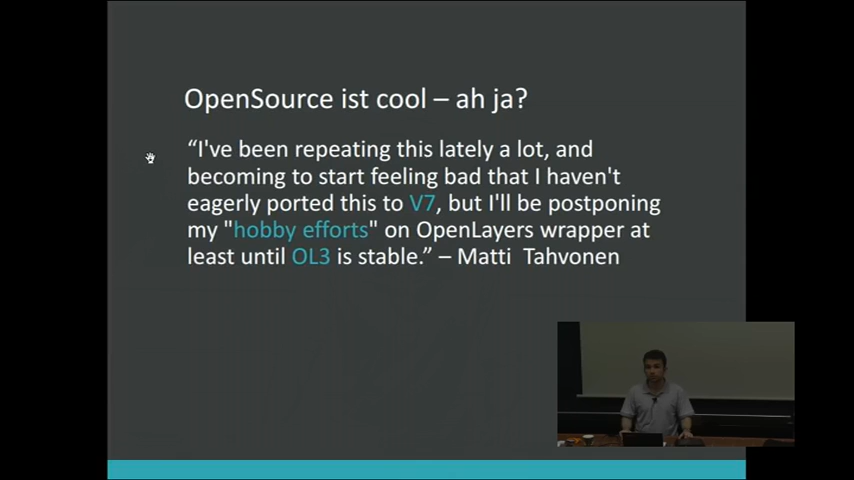 OpenSource ist cool – ah ja?
“I've been repeating this lately a lot, and
becoming to start feeling bad that I haven't
eagerly ported this to V7, but I'll be postponing
my "hobby efforts" on OpenLayers wrapper at
least until OL3 is stable.” – Matti Tahvonen